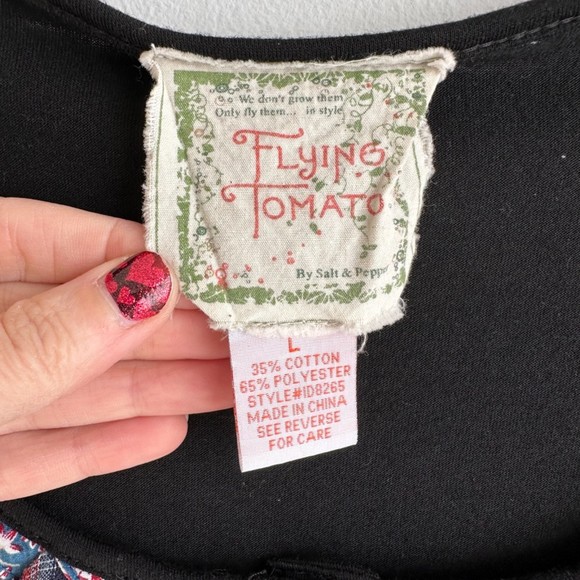 We don't grow them
Only fly them... in style
FLYING
TOMATO
By Salt & Pepper
L
35% COTTON
65% POLYESTER
STYLE#ID8265
MADE IN CHINA
SEE REVERSE
FOR CARE